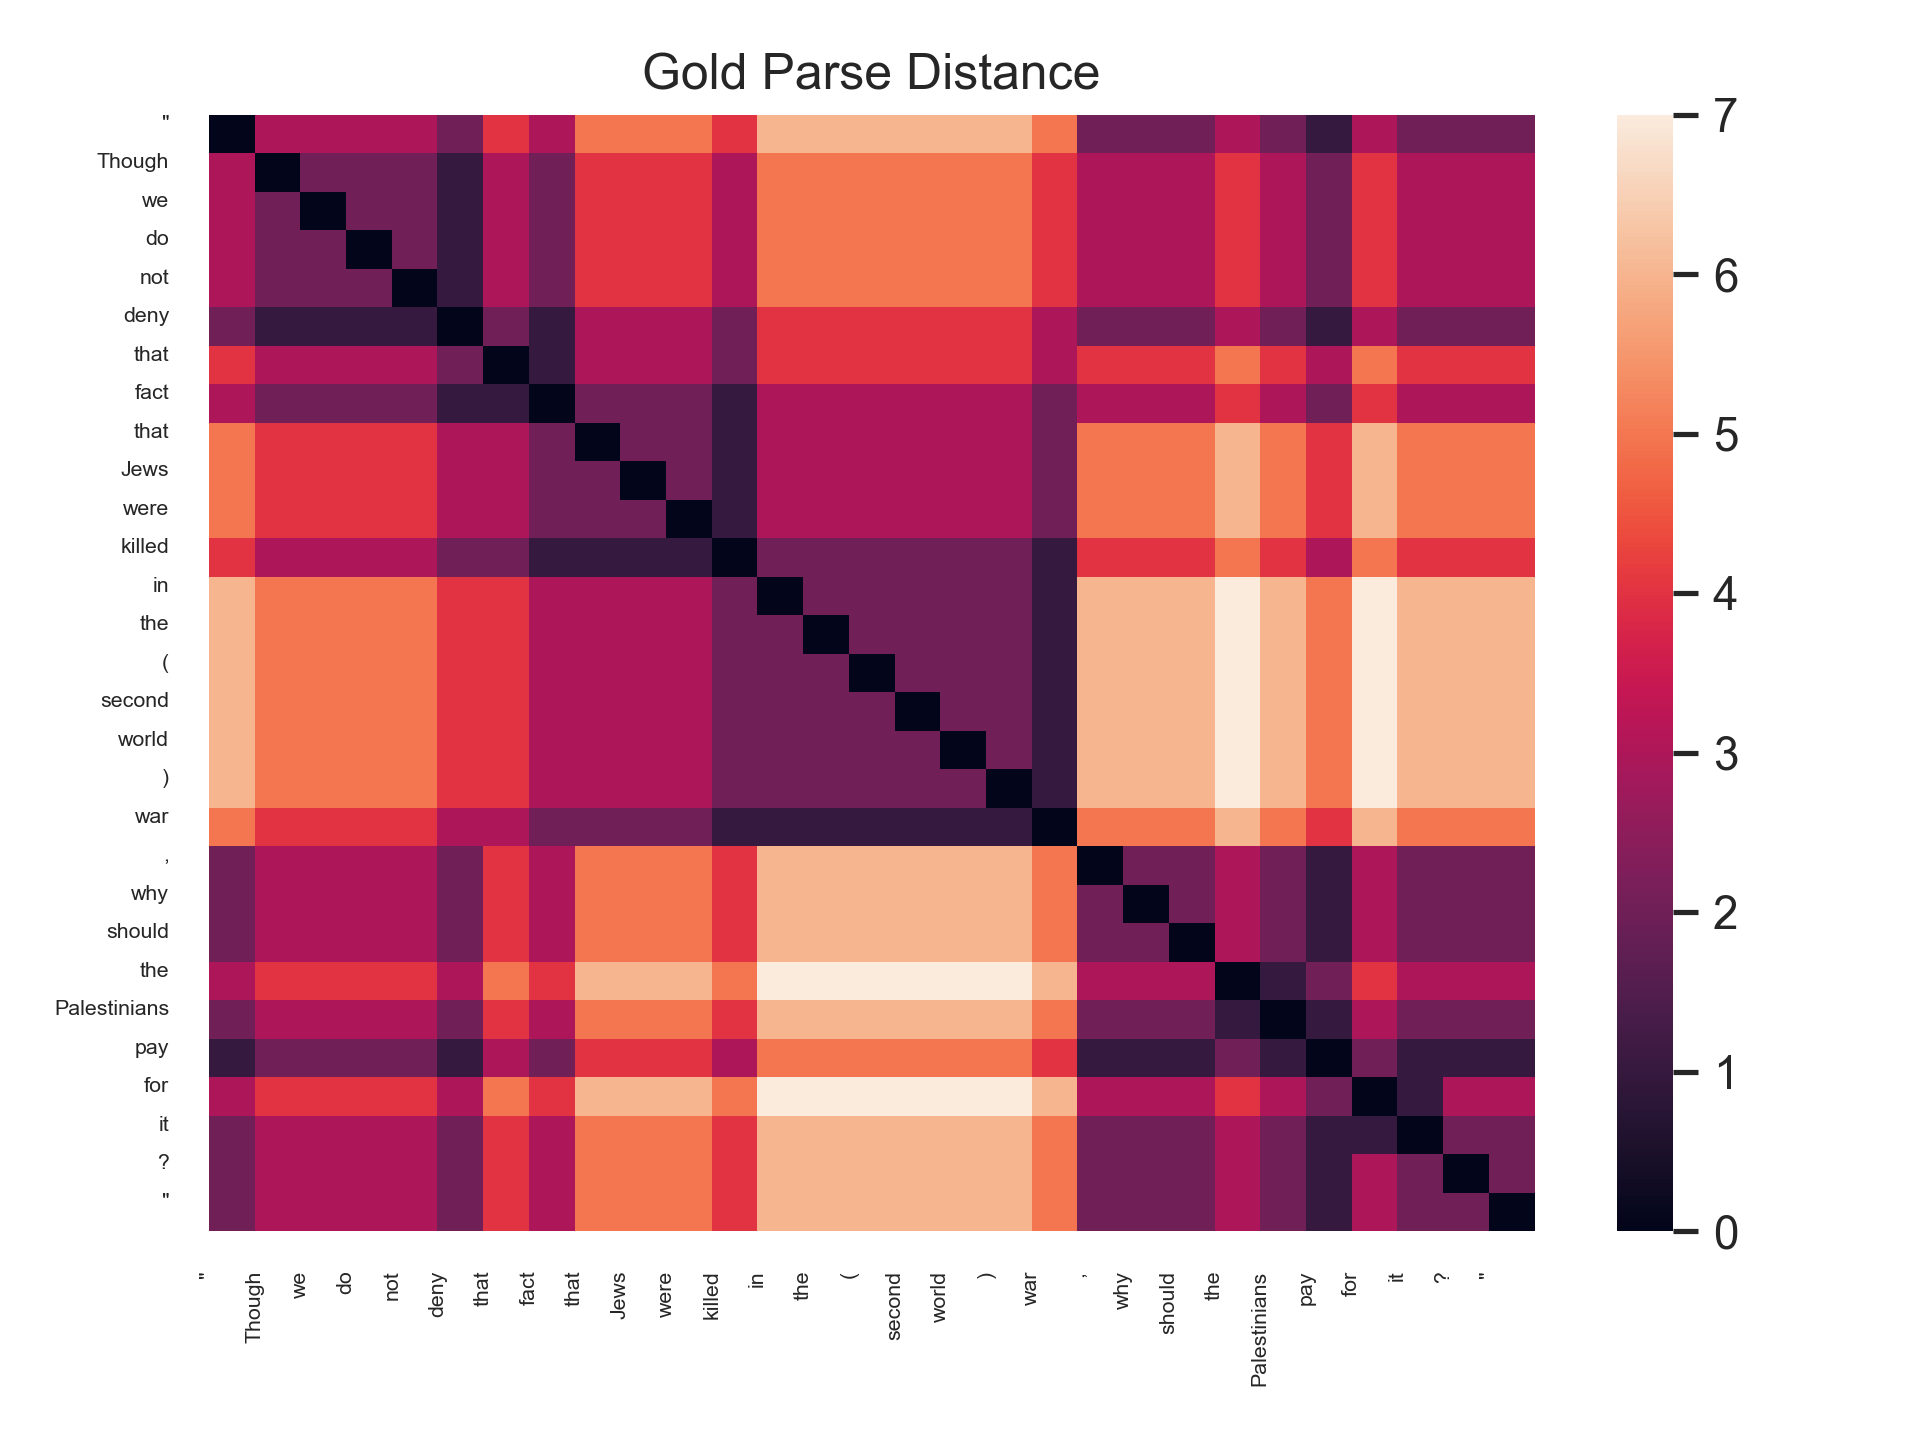 Gold Parse Distance
"
Though
we
do
not
deny
that
fact
that
Jews
were
killed
in
the
(
second
world
)
war
,
why
should
the
Palestinians
pay
for
it
?
"
7
6
5
4
3
2
1
0
" Though we do not deny that fact that Jews were killed in the ( second world ) war , why should the Palestinians pay for it ? "